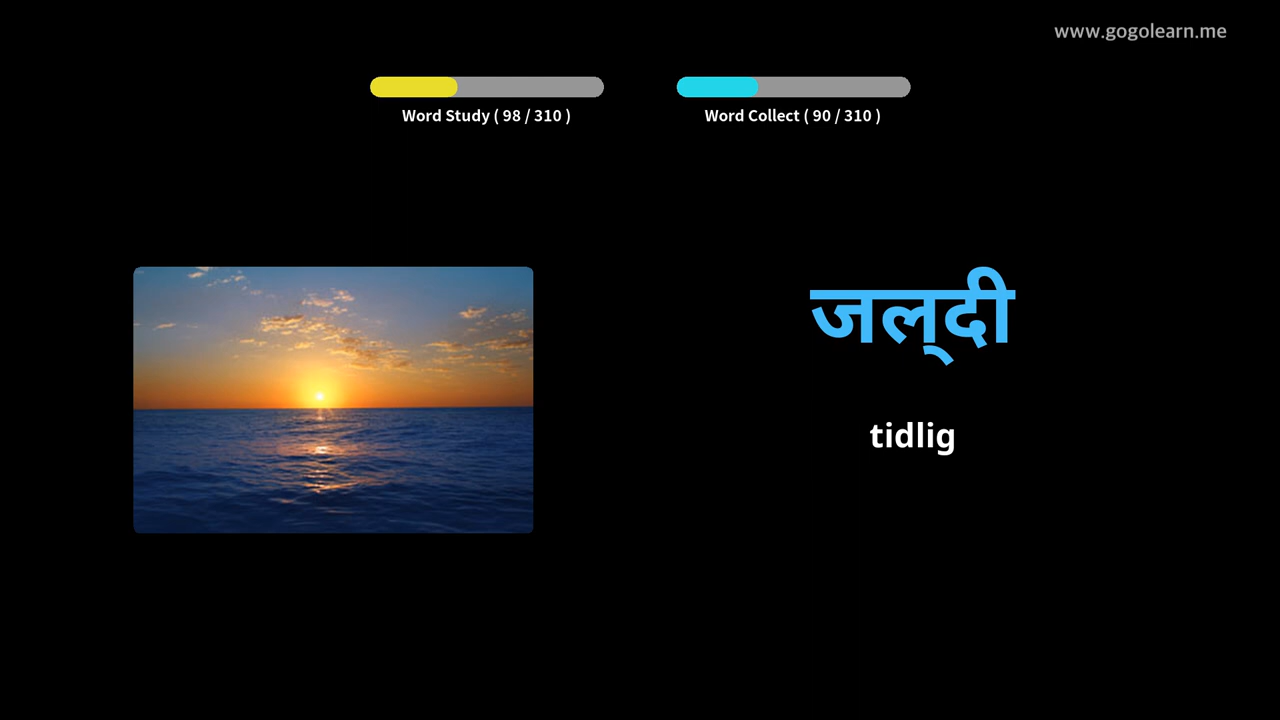 www.gogolearn.me
Word Study ( 98 / 310 )
Word Collect ( 90 / 310 )
जल्‌दी
tidlig